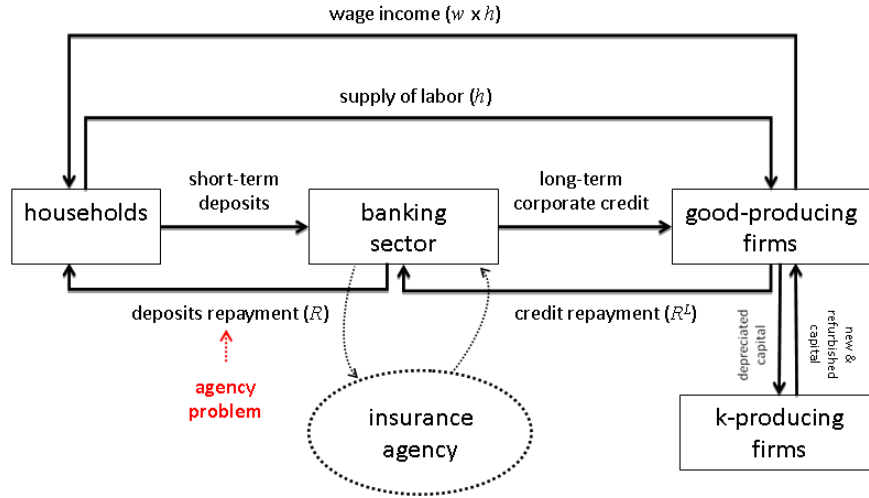 wage income (w x h)
supply of labor (h)
short-term
deposits
long-term
corporate credit
households
banking
sector
good-producing
firms
deposits repayment (R)
credit repayment (R^L)
agency
problem
insurance
agency
depreciated
capital
new &
refurbished
capital
k-producing
firms